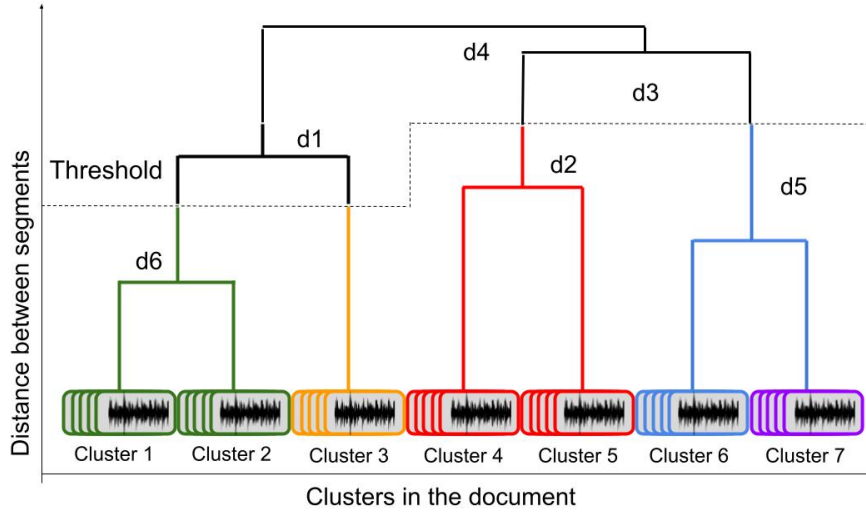 d4
d3
d1
Threshold
d2
d5
d6
Distance between segments
Cluster 1
Cluster 2
Cluster 3
Cluster 4
Cluster 5
Cluster 6
Cluster 7
Clusters in the document